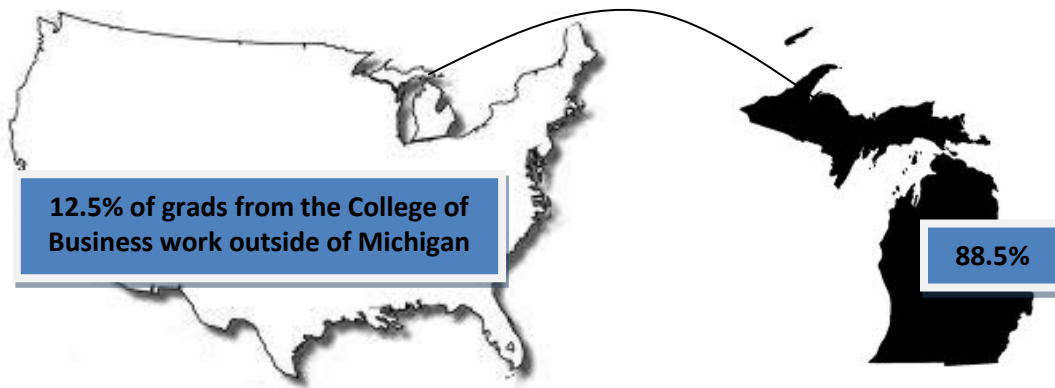 12.5% of grads from the College of
Business work outside of Michigan
88.5%